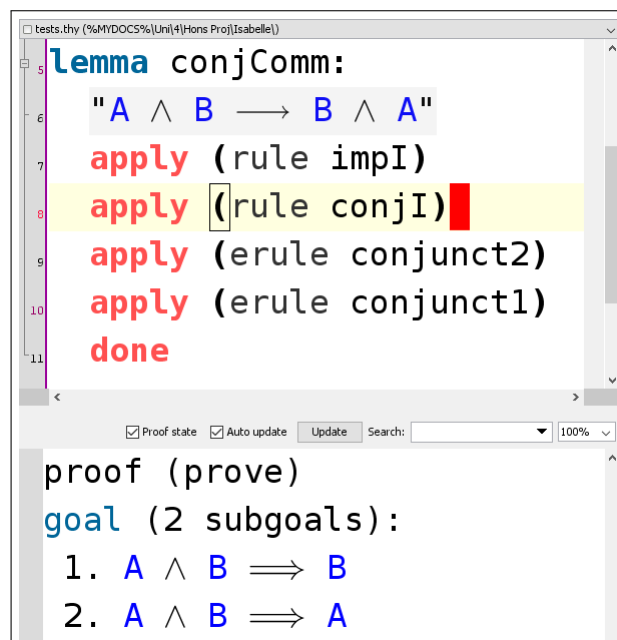 tests.thy (%MYDOCS%\Uni\4\Hons Proj\Isabelle\)
5 lemma conjComm:
6 "A ∧ B ⟶ B ∧ A"
7 apply (rule impI)
8 apply (rule conjI)
9 apply (erule conjunct2)
10 apply (erule conjunct1)
11 done
Proof state Auto update Update Search: 100%
proof (prove)
goal (2 subgoals):
1. A ∧ B ⟹ B
2. A ∧ B ⟹ A